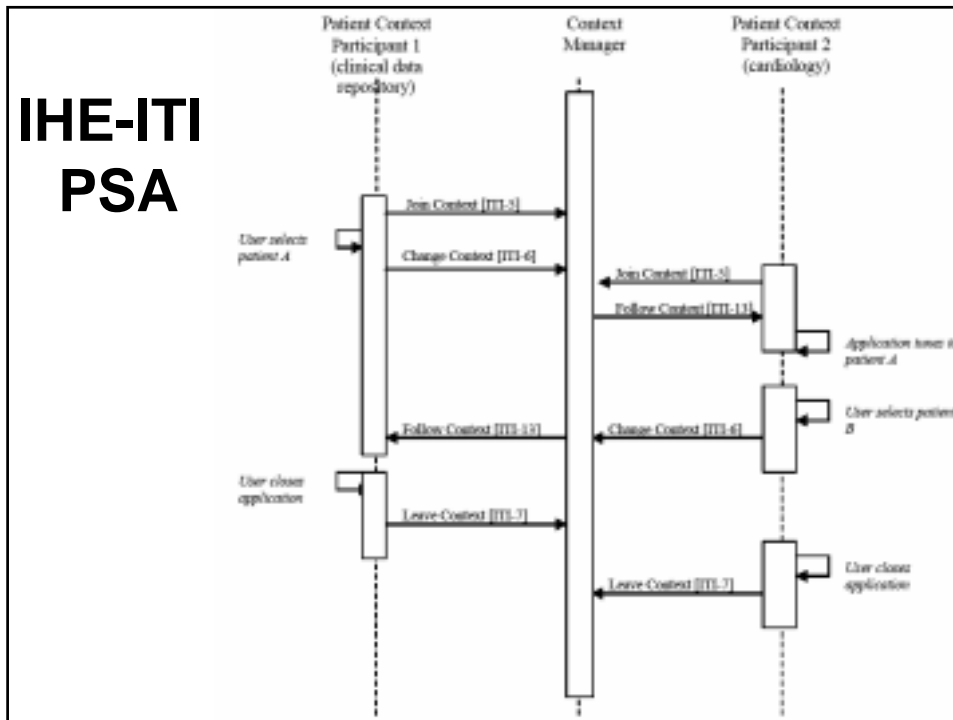 IHE-ITI
PSA
Patient Context
Participant 1
(clinical data
repository)
Context
Manager
Patient Context
Participant 2
(cardiology)
Join Context [ITI-5]
User selects
patient A
Change Context [ITI-6]
Join Context [ITI-5]
Follow Context [ITI-13]
Application tunes to
patient A
User selects patient
B
Follow Context [ITI-13]
Change Context [ITI-6]
User closes
application
Leave Context [ITI-7]
User closes
application
Leave Context [ITI-7]